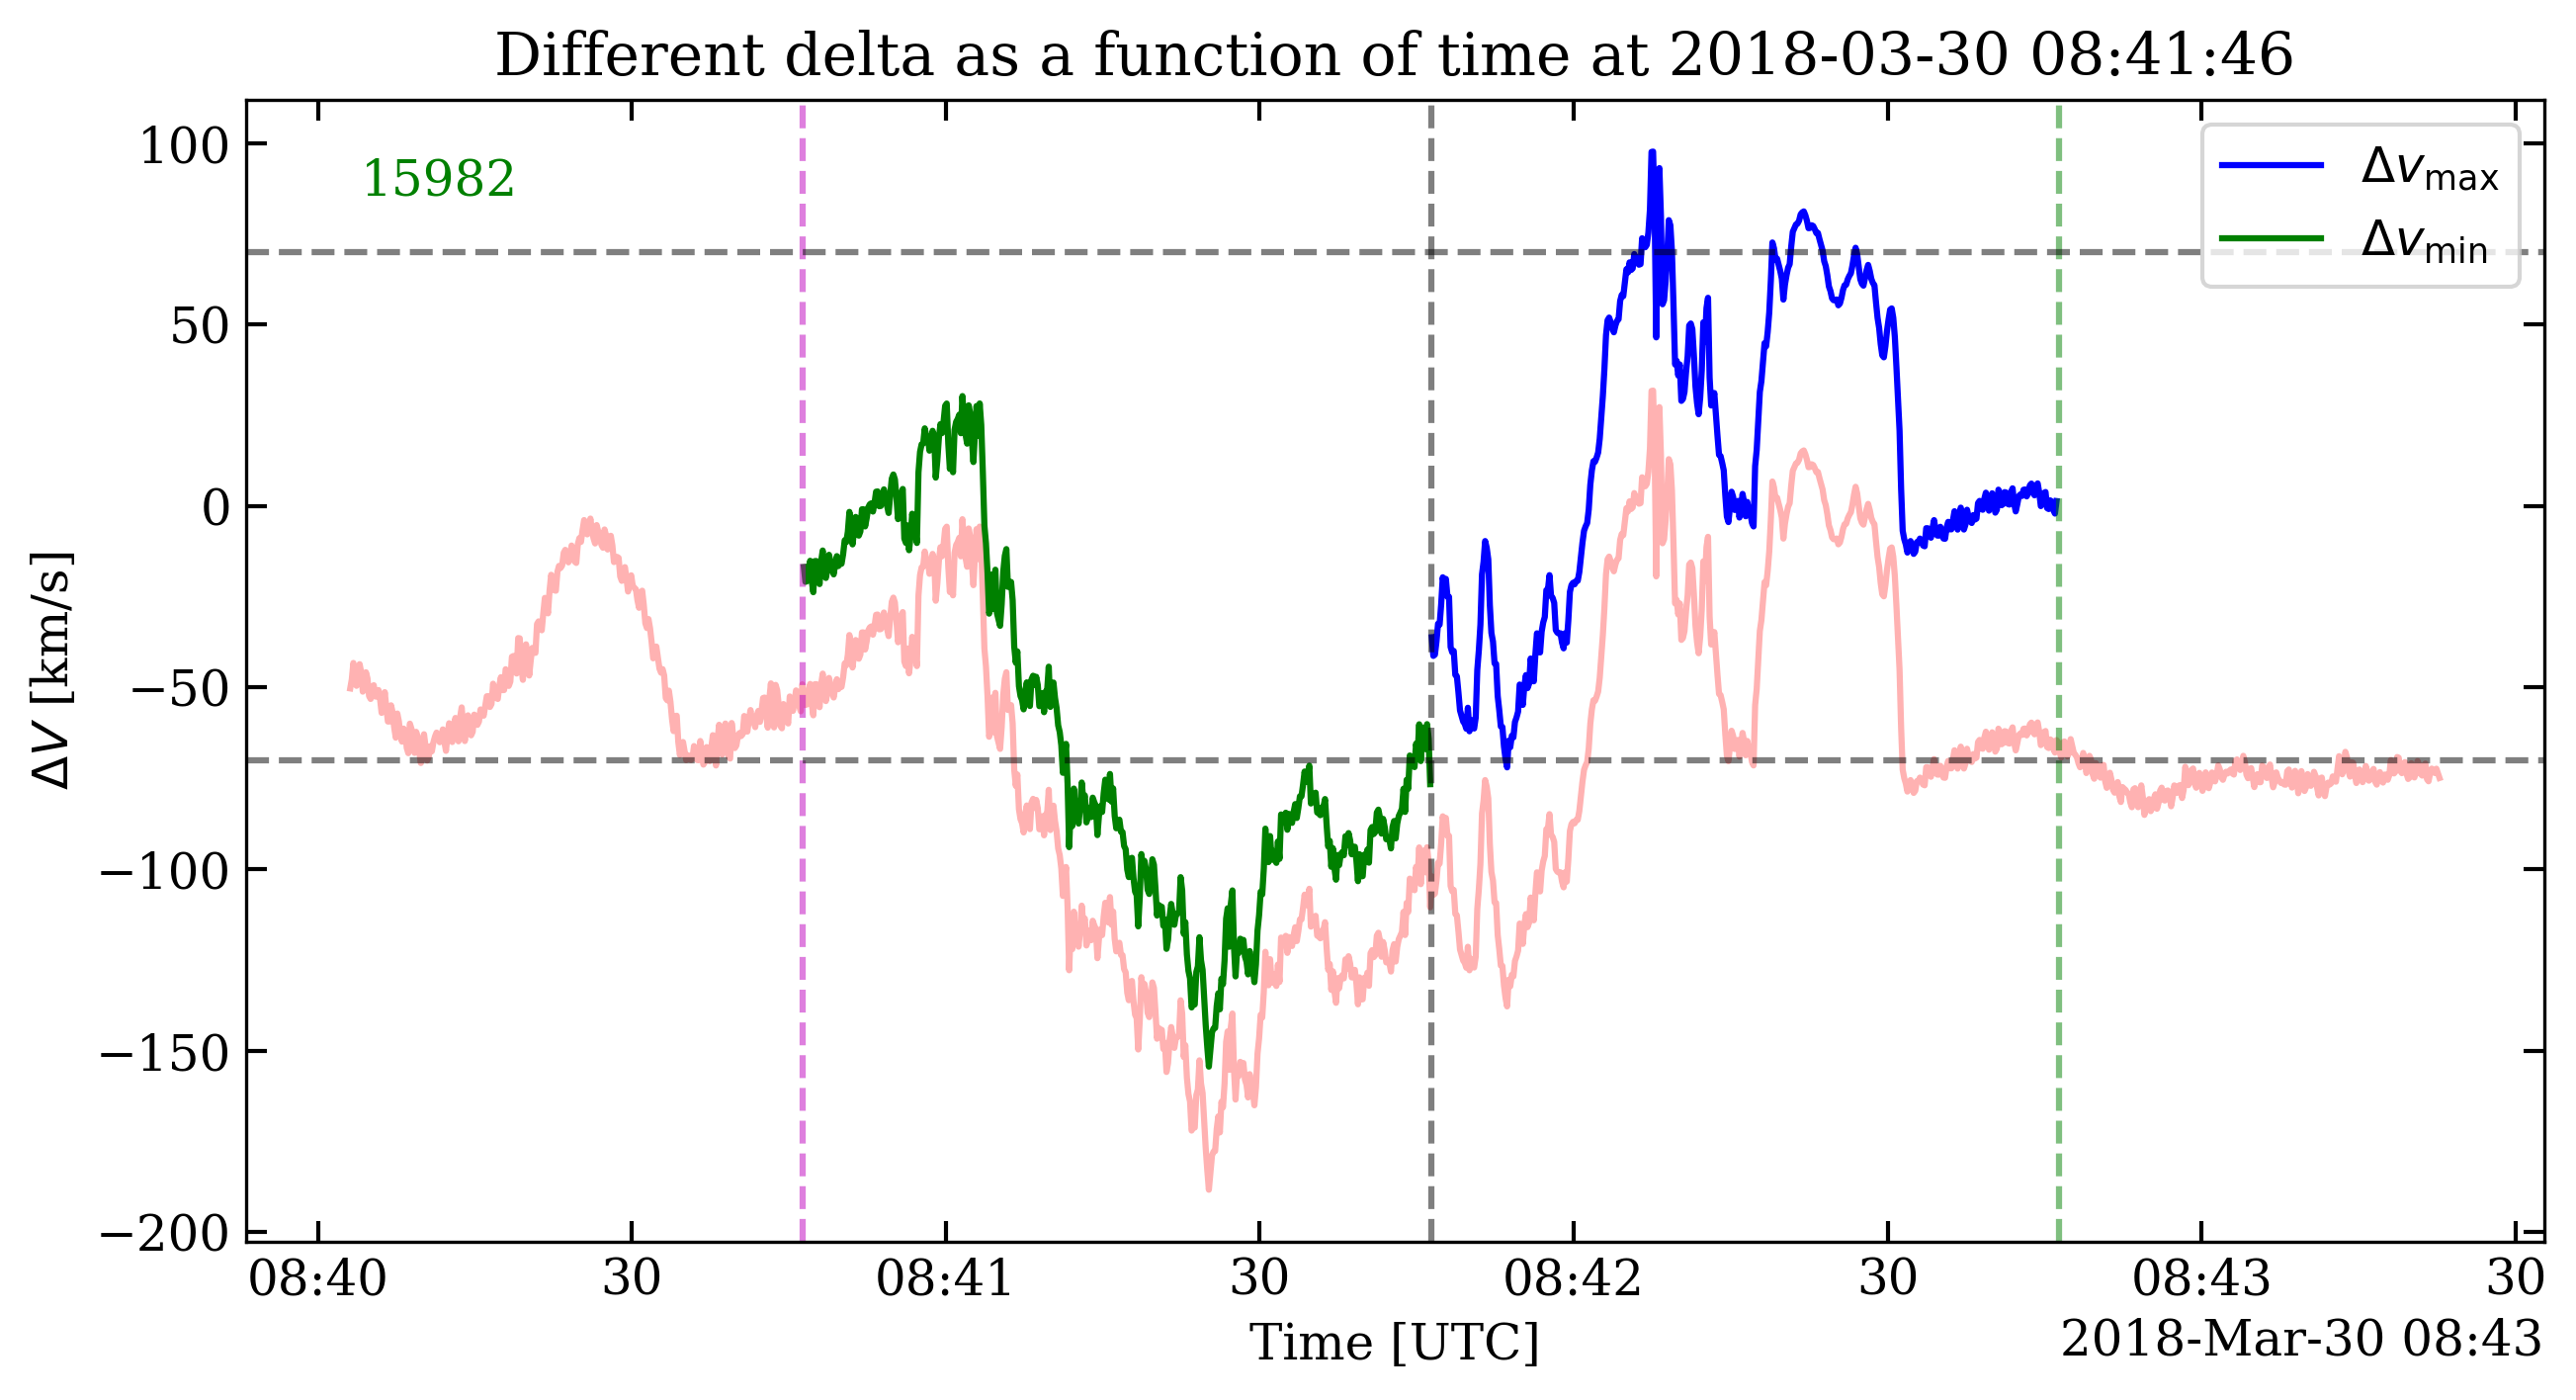 Different delta as a function of time at 2018-03-30 08:41:46
15982
Δv_max
Δv_min
100
50
0
−50
−100
−150
−200
ΔV [km/s]
08:40 30 08:41 30 08:42 30 08:43 30
Time [UTC]
2018-Mar-30 08:43